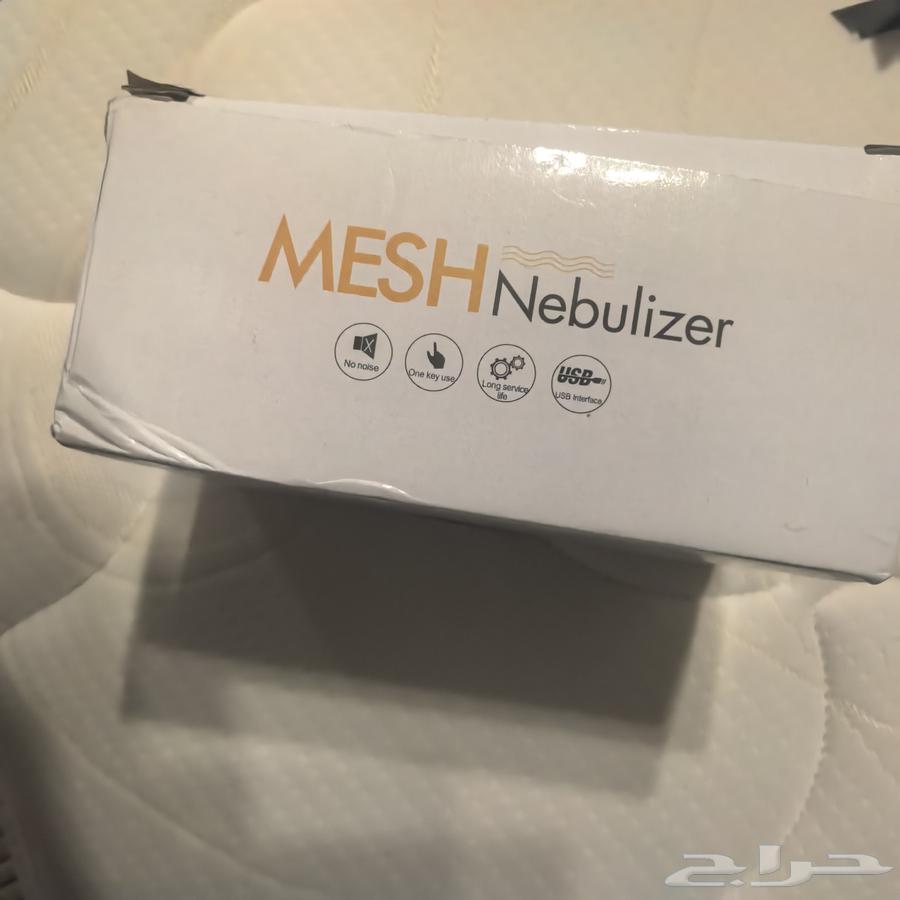 MESH Nebulizer
No noise
One key use
Long service
life
USB
USB Interface
حراج